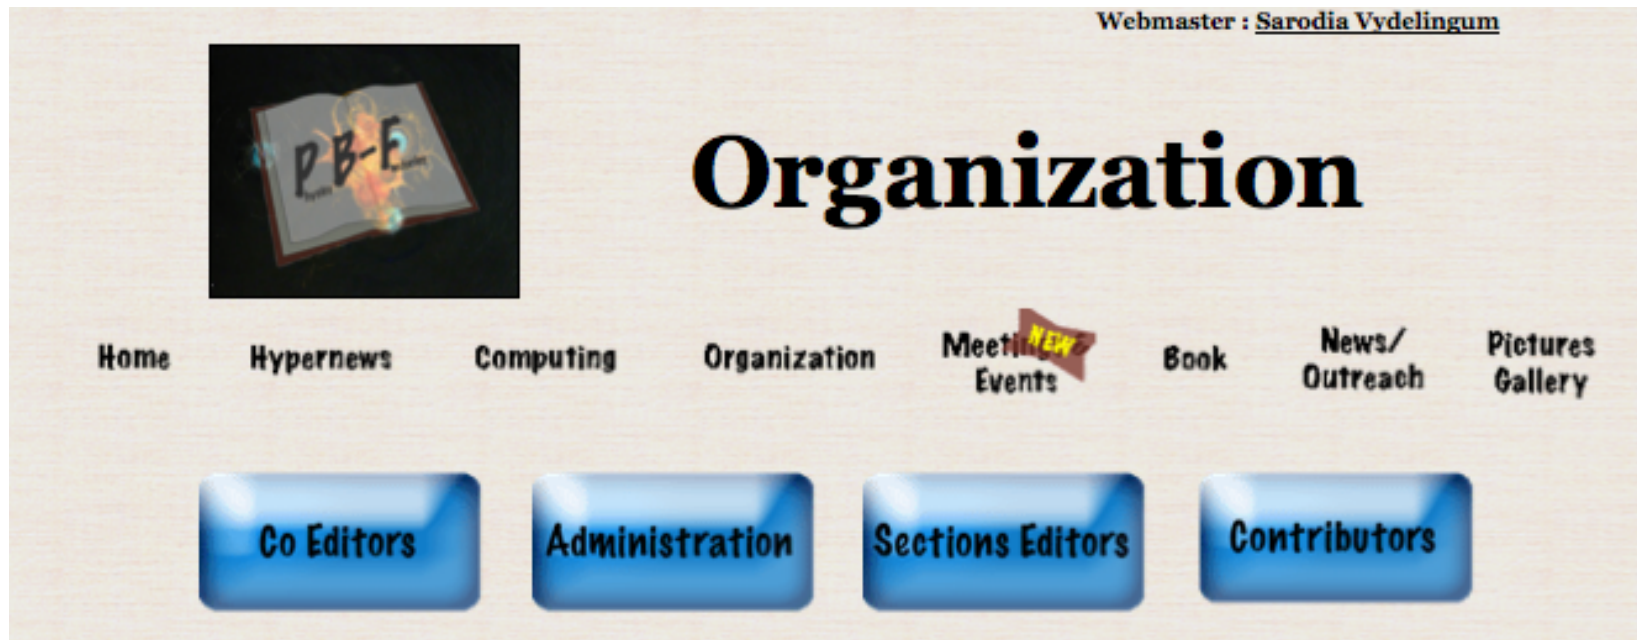 Webmaster : Sarodia Vydelingum
P B-F
Organization
Home Hypernews Computing Organization
NEW
Events
Book
News/
Outreach
Pictures
Gallery
Co Editors Administration Sections Editors Contributors